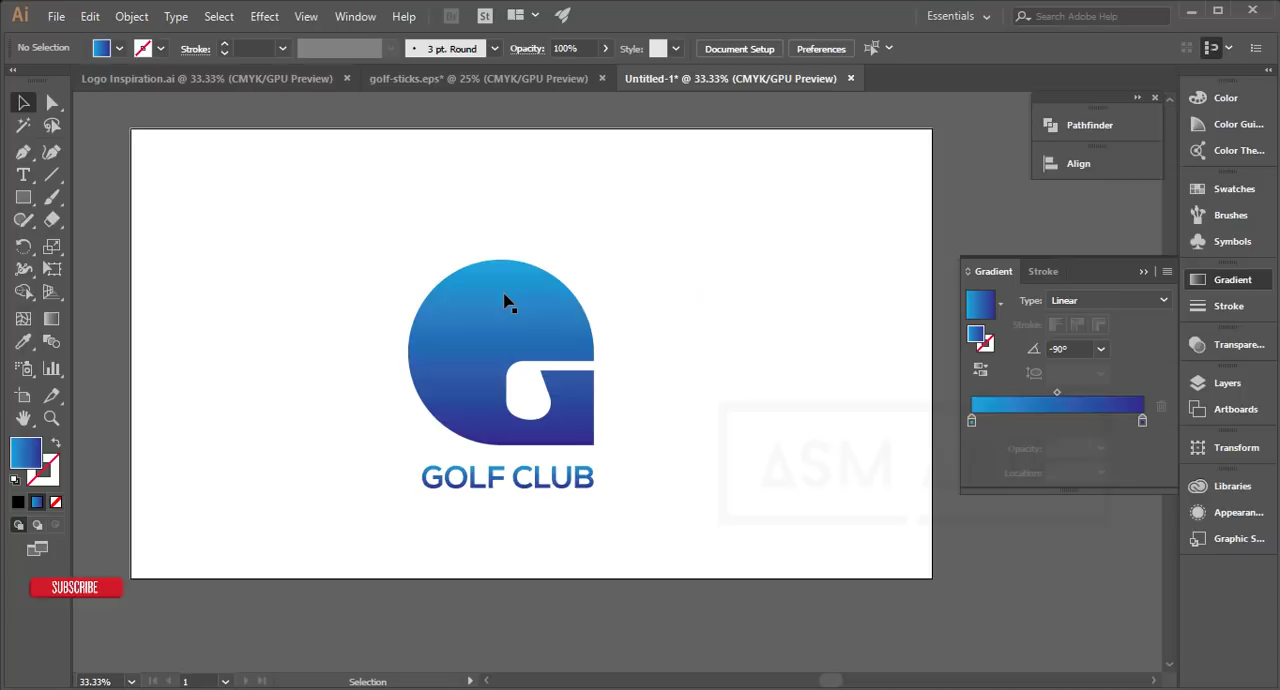 Ai File Edit Object Type Select Effect View Window Help Br St Essentials Search Adobe Help
No Selection Stroke: 3 pt. Round Opacity: 100% Style: Document Setup Preferences
Logo Inspiration.ai @ 33.33% (CMYK/GPU Preview) × golf-sticks.eps* @ 25% (CMYK/GPU Preview) × Untitled-1* @ 33.33% (CMYK/GPU Preview) ×
Pathfinder
Align
Color
Color Gui...
Color The...
Swatches
Brushes
Symbols
Gradient
Stroke
Transpare...
Layers
Artboards
Transform
Libraries
Appearan...
Graphic S...
Gradient Stroke
Type: Linear
Stroke:
-90°
Opacity:
Location:
GOLF CLUB
ASM
SUBSCRIBE
33.33% 1 Selection